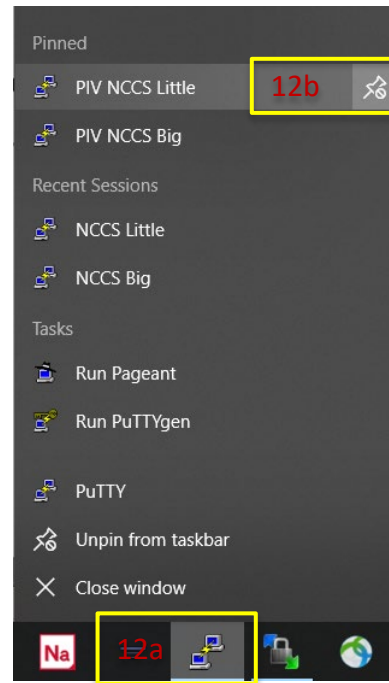 Pinned
PIV NCCS Little 12b
PIV NCCS Big
Recent Sessions
NCCS Little
NCCS Big
Tasks
Run Pageant
Run PuTTYgen
PuTTY
Unpin from taskbar
Close window
Na 12a